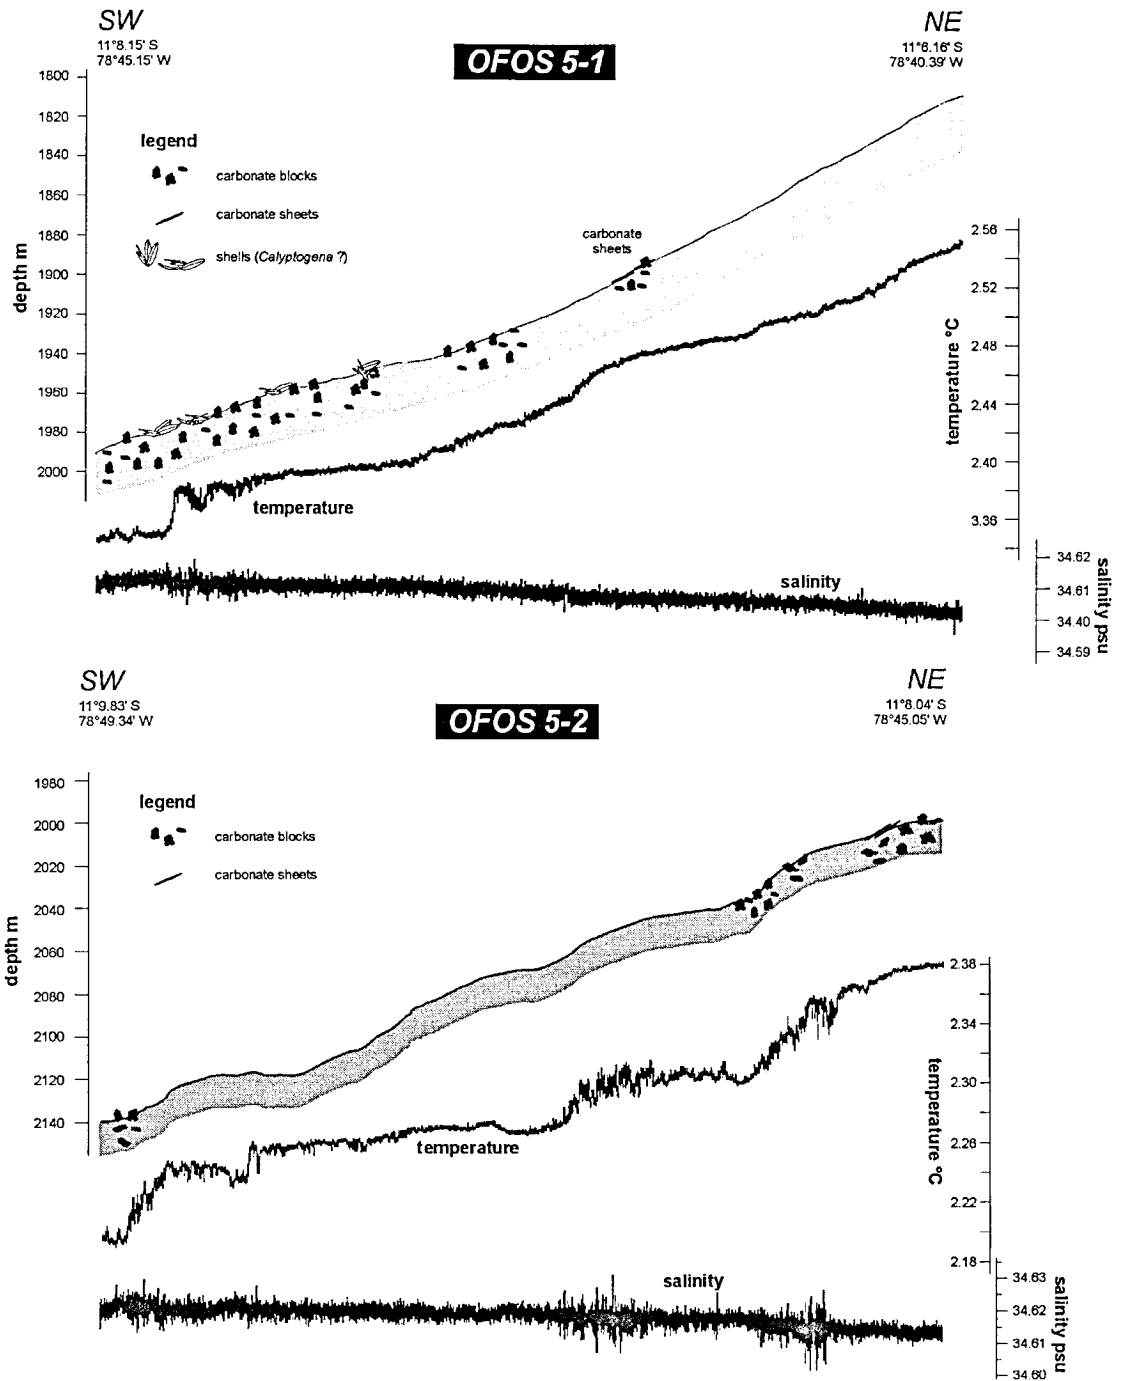 SW
11°8.15' S
78°45.15' W
OFOS 5-1
NE
11°6.16' S
78°40.39' W
1800
1820
1840
1860
1880
1900
1920
1940
1960
1980
2000
depth m
legend
carbonate blocks
carbonate sheets
shells (Calyptogena ?)
carbonate
sheets
temperature
salinity
2.56
2.52
2.48
2.44
2.40
3.36
temperature °C
34.62
34.61
34.40
34.59
salinity psu
SW
11°9.83' S
78°49.34' W
OFOS 5-2
NE
11°8.04' S
78°45.05' W
1980
2000
2020
2040
2060
2080
2100
2120
2140
depth m
legend
carbonate blocks
carbonate sheets
temperature
salinity
2.38
2.34
2.30
2.26
2.22
2.18
temperature °C
34.63
34.62
34.61
34.60
salinity psu